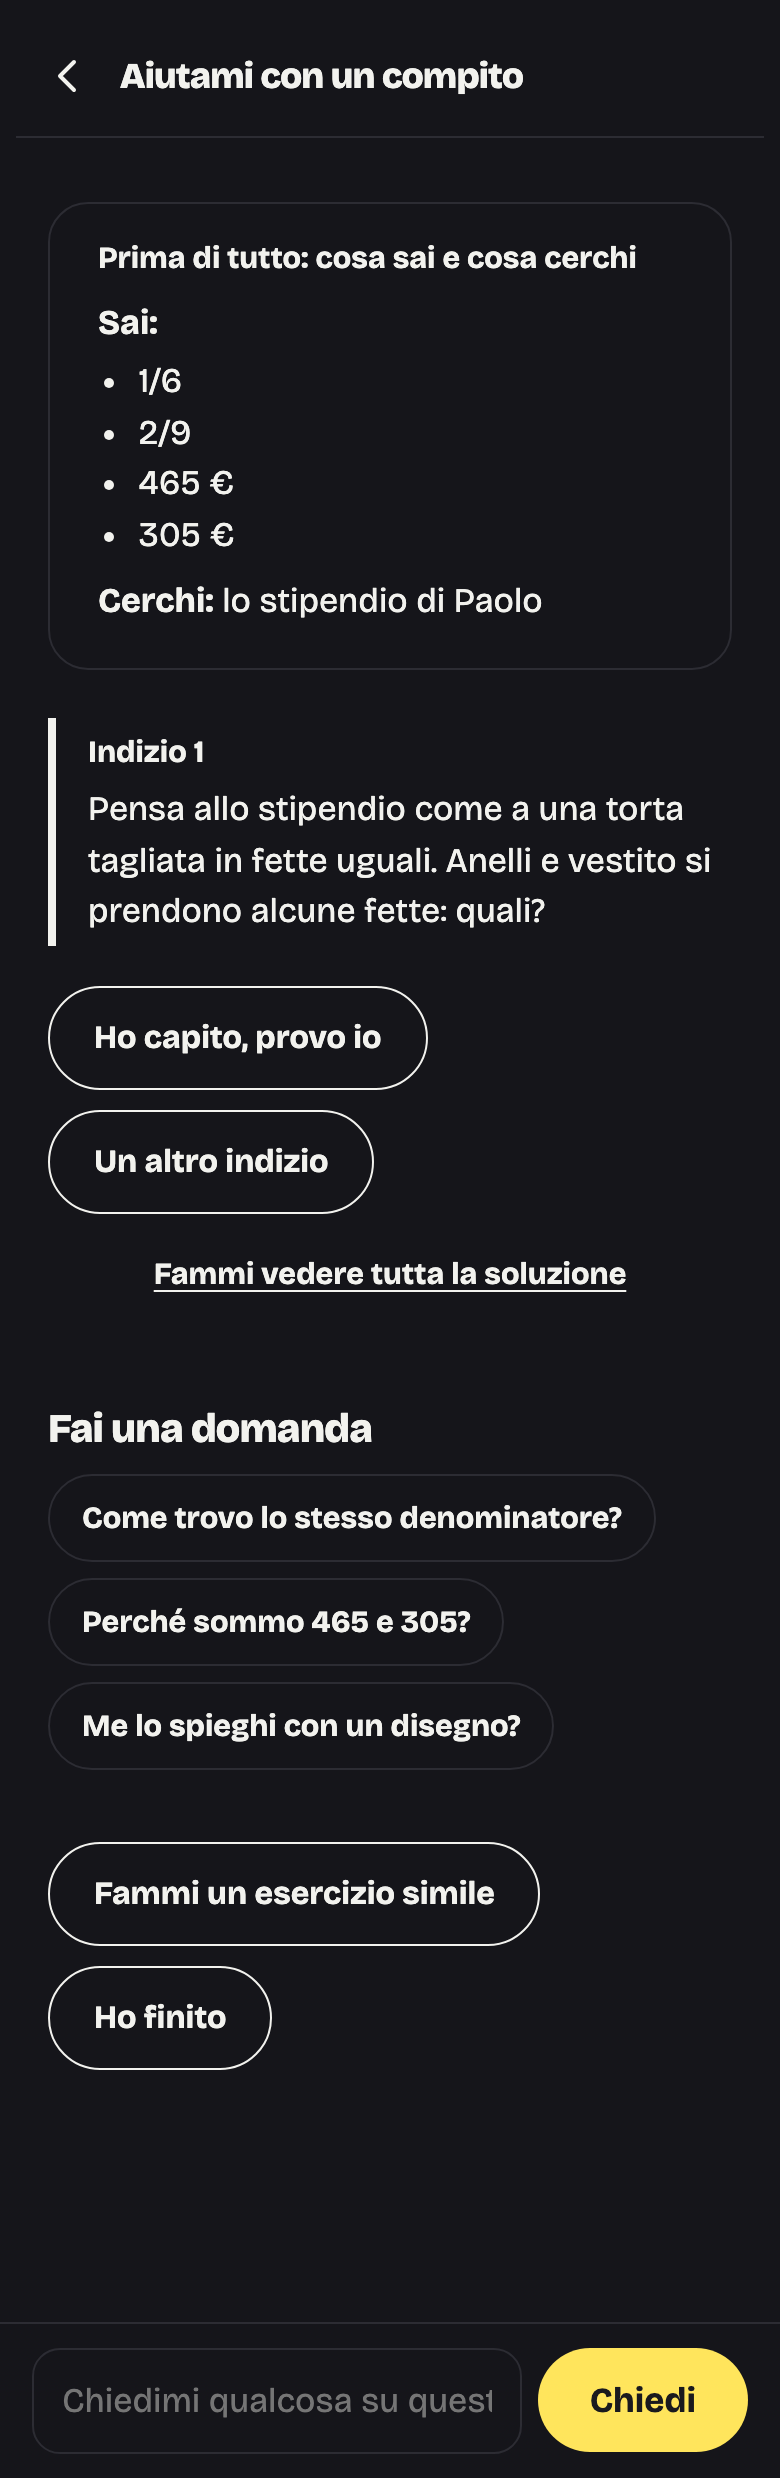 Aiutami con un compito
Prima di tutto: cosa sai e cosa cerchi
Sai:
• 1/6
• 2/9
• 465 €
• 305 €
Cerchi: lo stipendio di Paolo
Indizio 1
Pensa allo stipendio come a una torta
tagliata in fette uguali. Anelli e vestito si
prendono alcune fette: quali?
Ho capito, provo io
Un altro indizio
Fammi vedere tutta la soluzione
Fai una domanda
Come trovo lo stesso denominatore?
Perché sommo 465 e 305?
Me lo spieghi con un disegno?
Fammi un esercizio simile
Ho finito
Chiedimi qualcosa su quest
Chiedi